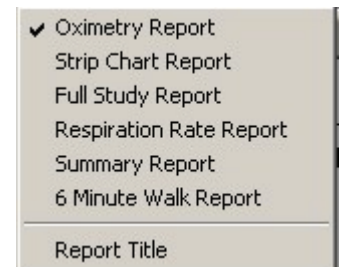 Oximetry Report
Strip Chart Report
Full Study Report
Respiration Rate Report
Summary Report
6 Minute Walk Report
Report Title